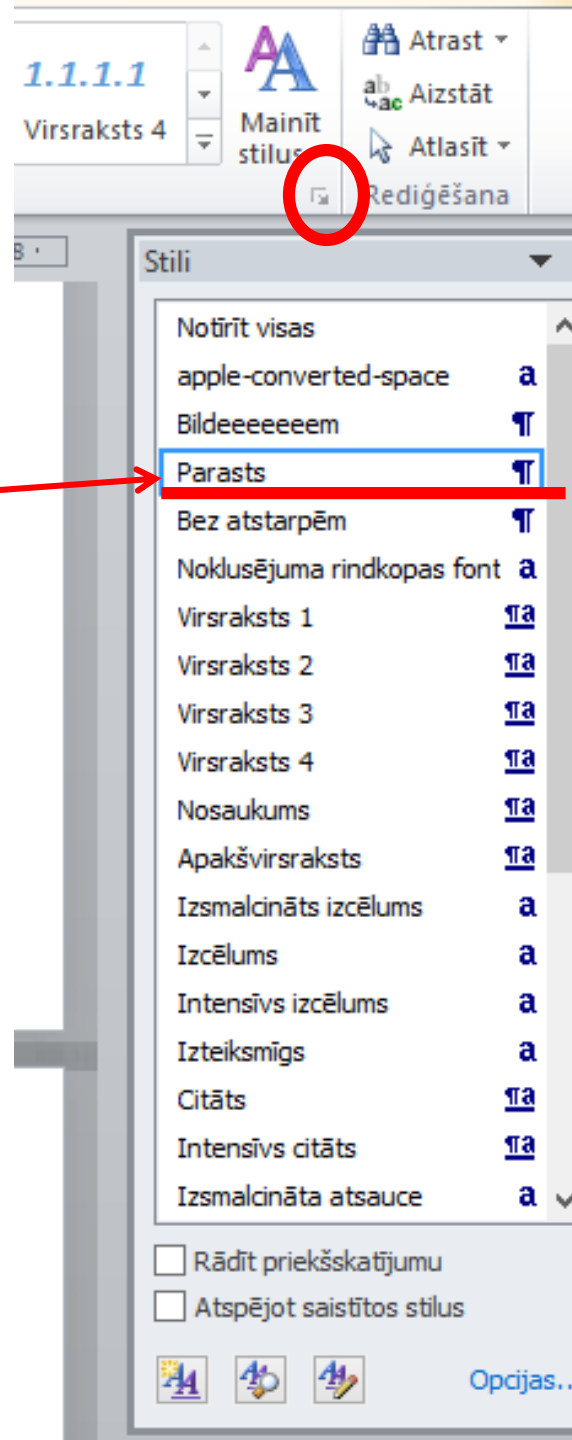 1.1.1.1
Virsraksts 4
Mainīt
stilus
Atrast
Aizstāt
Atlasīt
Rediģēšana
8
Stili
Notīrīt visas
apple-converted-space a
Bildeeeeeeem ¶
Parasts ¶
Bez atstarpēm ¶
Noklusējuma rindkopas font a
Virsraksts 1 ¶a
Virsraksts 2 ¶a
Virsraksts 3 ¶a
Virsraksts 4 ¶a
Nosaukums ¶a
Apakšvirsraksts ¶a
Izsmalcināts izcēlums a
Izcēlums a
Intensīvs izcēlums a
Izteiksmīgs a
Citāts ¶a
Intensīvs citāts ¶a
Izsmalcināta atsauce a
Rādīt priekšskatījumu
Atspējot saistītos stilus
Opcijas..